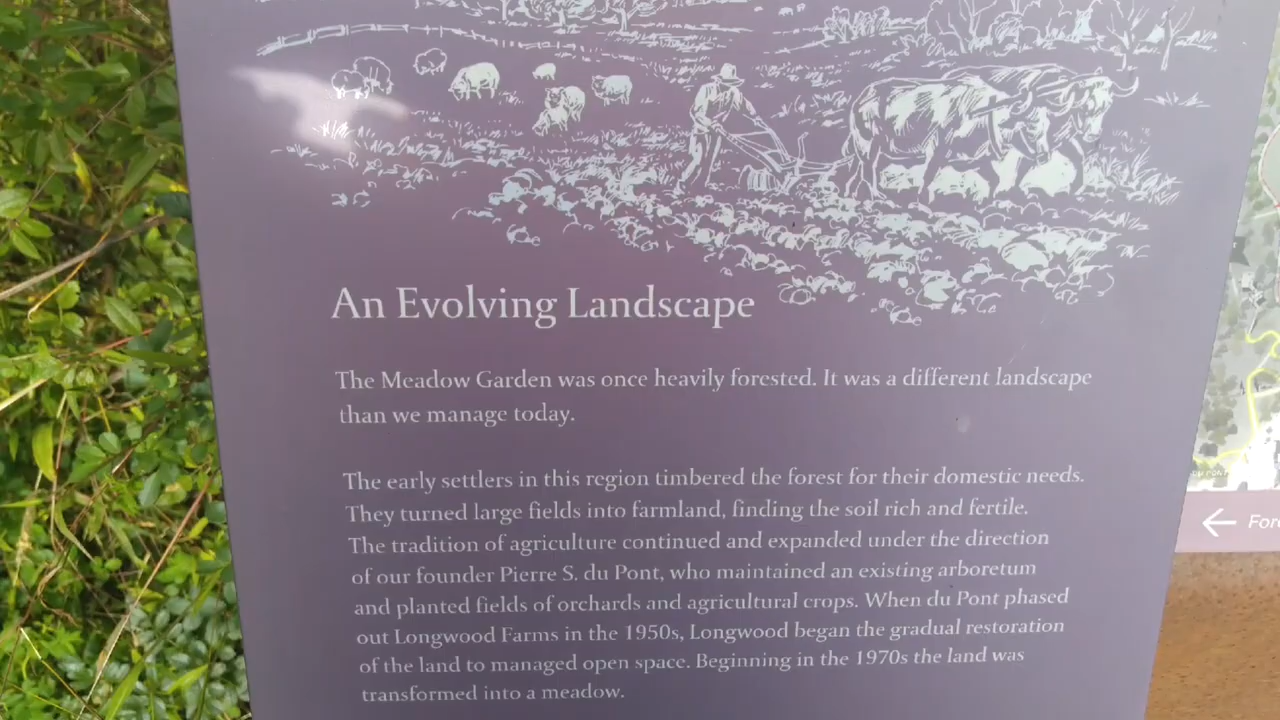 An Evolving Landscape
The Meadow Garden was once heavily forested. It was a different landscape
than we manage today.
The early settlers in this region timbered the forest for their domestic needs.
They turned large fields into farmland, finding the soil rich and fertile.
The tradition of agriculture continued and expanded under the direction
of our founder Pierre S. du Pont, who maintained an existing arboretum
and planted fields of orchards and agricultural crops. When du Pont phased
out Longwood Farms in the 1950s, Longwood began the gradual restoration
of the land to managed open space. Beginning in the 1970s the land was
transformed into a meadow.
DU PONT
← For